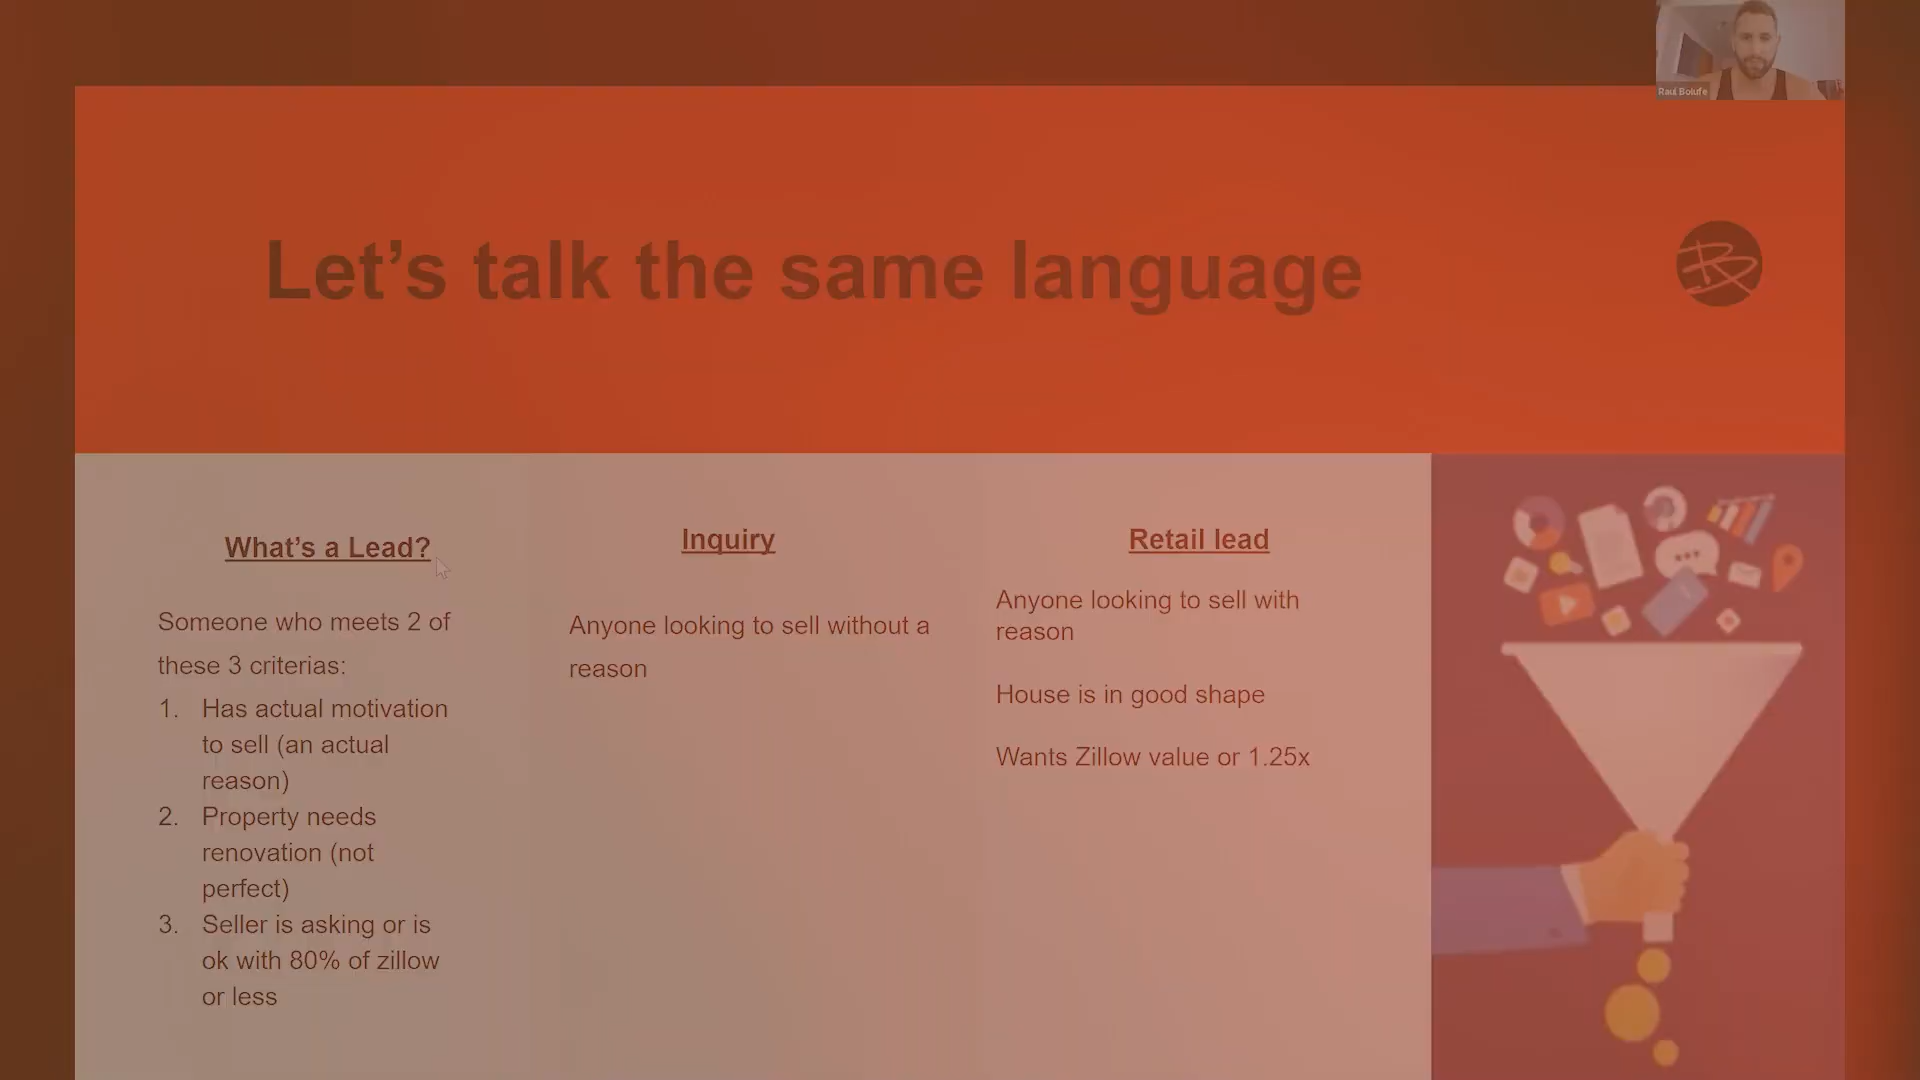 Raul Bolufe
Let’s talk the same language
What’s a Lead?
Someone who meets 2 of
these 3 criterias:
1. Has actual motivation
to sell (an actual
reason)
2. Property needs
renovation (not
perfect)
3. Seller is asking or is
ok with 80% of zillow
or less
Inquiry
Anyone looking to sell without a
reason
Retail lead
Anyone looking to sell with
reason
House is in good shape
Wants Zillow value or 1.25x